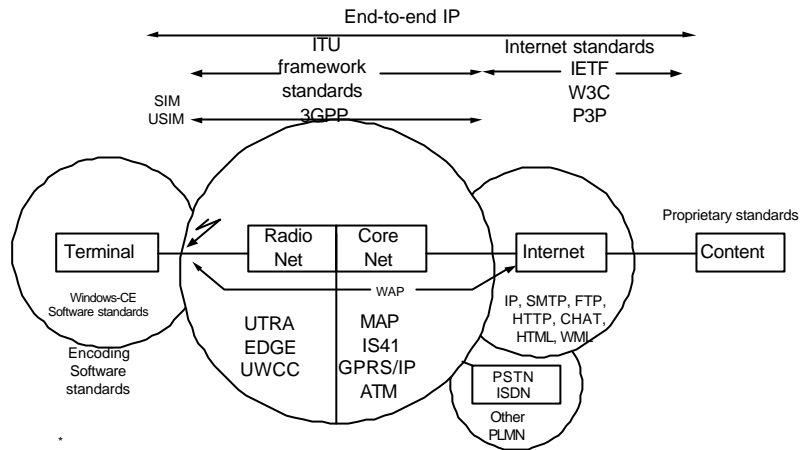 End-to-end IP
ITU
framework
standards
3GPP
Internet standards
IETF
W3C
P3P
SIM
USIM
Terminal
Windows-CE
Software standards
Encoding
Software
standards
Radio
Net
Core
Net
WAP
UTRA
EDGE
UWCC
MAP
IS41
GPRS/IP
ATM
Internet
IP, SMTP, FTP,
HTTP, CHAT,
HTML, WML
PSTN
ISDN
Other
PLMN
Proprietary standards
Content
*